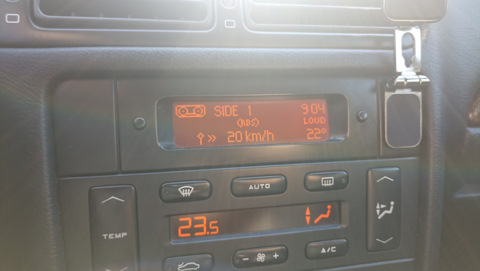 SIDE 1 9:04
(RDS) LOUD
20 km/h 22°
AUTO
23.5
TEMP
A/C